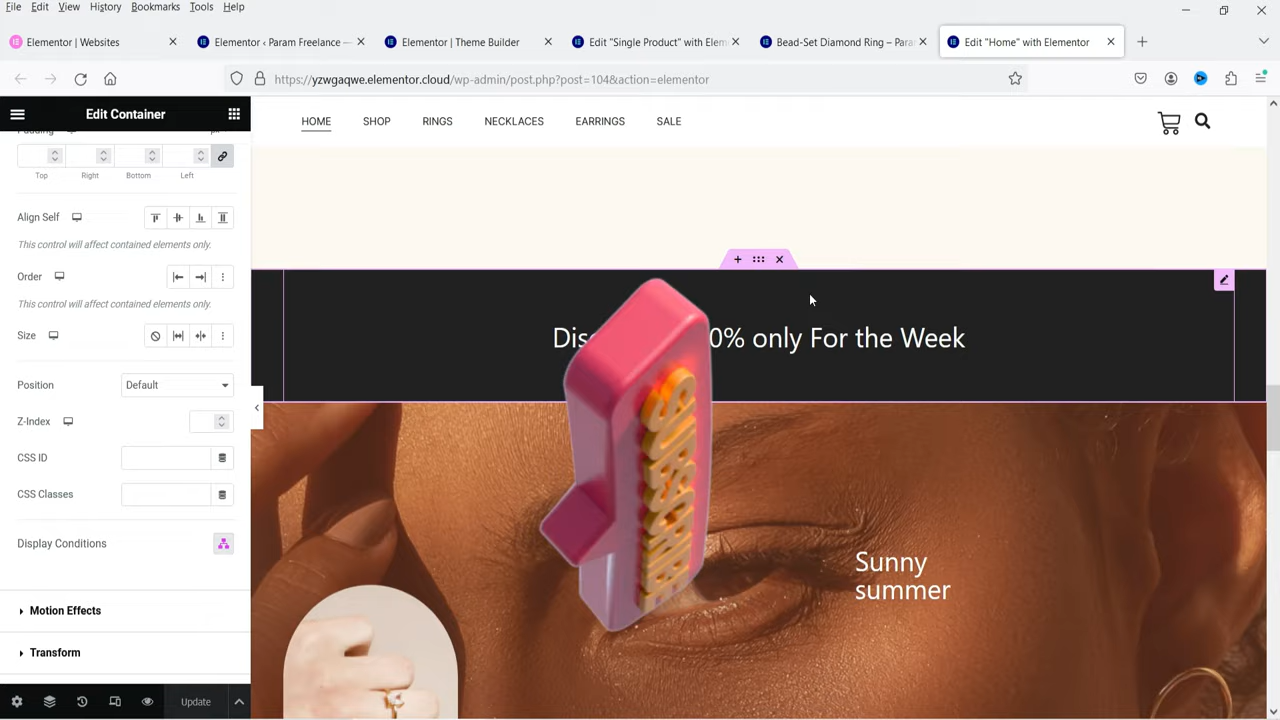 File Edit View History Bookmarks Tools Help
Elementor | Websites
Elementor ‹ Param Freelance —
Elementor | Theme Builder
Edit "Single Product" with Elem
Bead-Set Diamond Ring – Para
Edit "Home" with Elementor
https://yzwgaqwe.elementor.cloud/wp-admin/post.php?post=104&action=elementor
Edit Container
HOME SHOP RINGS NECKLACES EARRINGS SALE
Top Right Bottom Left
Align Self
This control will affect contained elements only.
Order
This control will affect contained elements only.
Size
Position Default
Z-Index
CSS ID
CSS Classes
Display Conditions
Motion Effects
Transform
Update
0% only For the Week
Sunny
summer
SUBSCRIBE